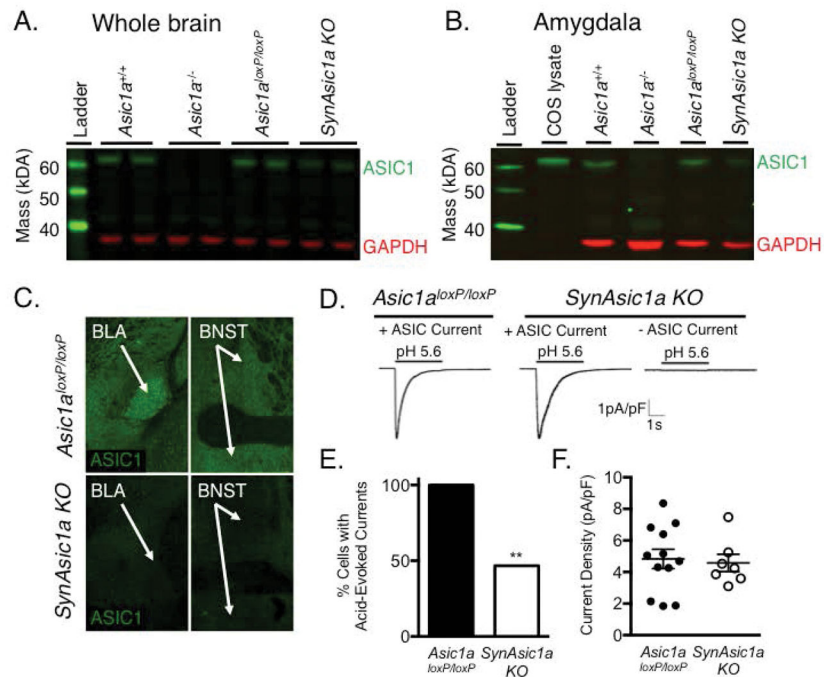 A. Whole brain
Ladder
Asic1a+/+
Asic1a-/-
Asic1aloxP/loxP
SynAsic1a KO
Mass (kDA)
60
50
40
ASIC1
GAPDH
B. Amygdala
Ladder
COS lysate
Asic1a+/+
Asic1a-/-
Asic1aloxP/loxP
SynAsic1a KO
Mass (kDA)
60
50
40
ASIC1
GAPDH
C.
Asic1aloxP/loxP
BLA
BNST
ASIC1
SynAsic1a KO
BLA
BNST
ASIC1
D.
Asic1aloxP/loxP
SynAsic1a KO
+ ASIC Current
+ ASIC Current
- ASIC Current
pH 5.6
pH 5.6
pH 5.6
1pA/pF
1s
E.
% Cells with
Acid-Evoked Currents
100
50
0
**
Asic1a
loxP/loxP
SynAsic1a
KO
F.
Current Density (pA/pF)
10
8
6
4
2
0
Asic1a
loxP/loxP
SynAsic1a
KO